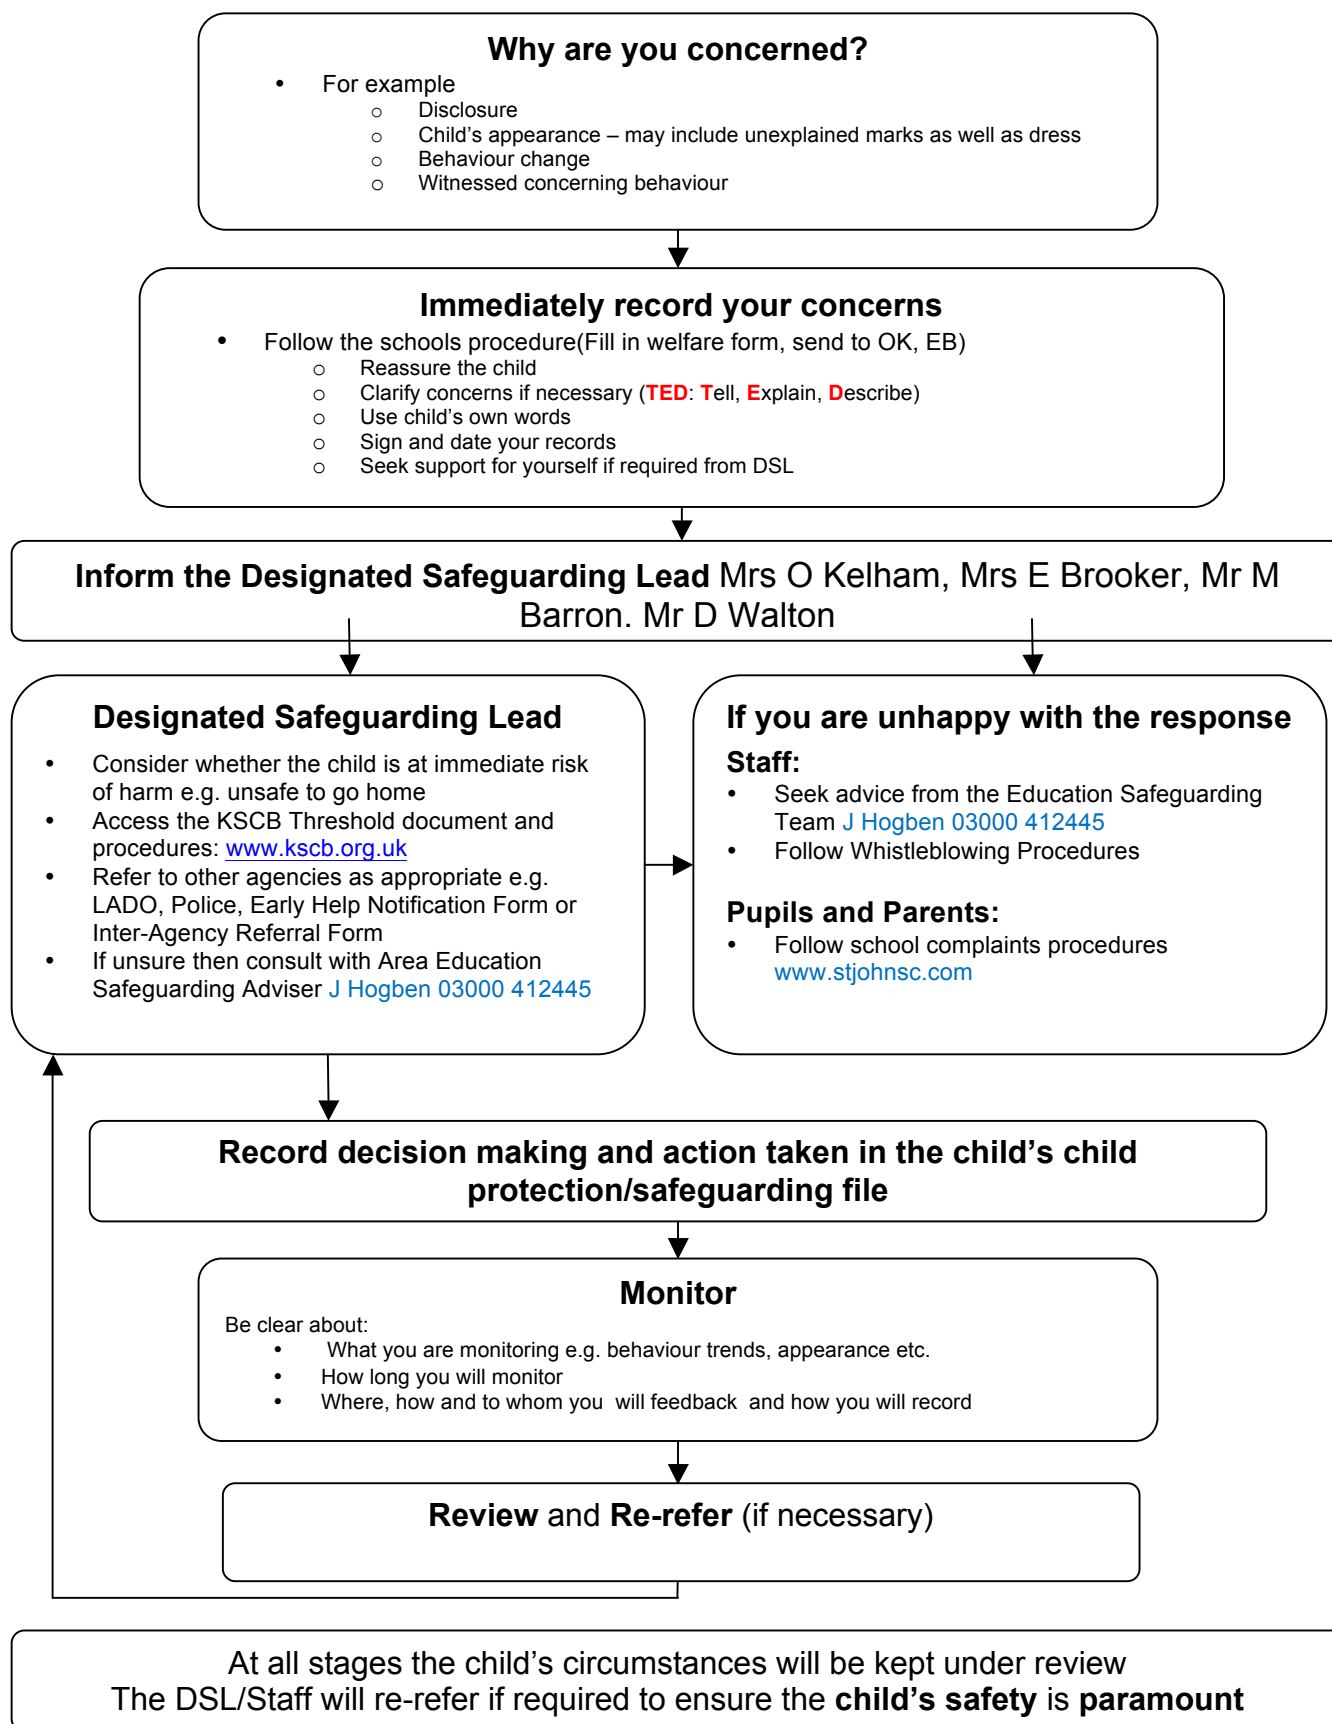 Why are you concerned?
• For example
o Disclosure
o Child’s appearance – may include unexplained marks as well as dress
o Behaviour change
o Witnessed concerning behaviour
Immediately record your concerns
• Follow the schools procedure(Fill in welfare form, send to OK, EB)
o Reassure the child
o Clarify concerns if necessary (TED: Tell, Explain, Describe)
o Use child’s own words
o Sign and date your records
o Seek support for yourself if required from DSL
Inform the Designated Safeguarding Lead Mrs O Kelham, Mrs E Brooker, Mr M
Barron. Mr D Walton
Designated Safeguarding Lead
• Consider whether the child is at immediate risk
of harm e.g. unsafe to go home
• Access the KSCB Threshold document and
procedures: www.kscb.org.uk
• Refer to other agencies as appropriate e.g.
LADO, Police, Early Help Notification Form or
Inter-Agency Referral Form
• If unsure then consult with Area Education
Safeguarding Adviser J Hogben 03000 412445
If you are unhappy with the response
Staff:
• Seek advice from the Education Safeguarding
Team J Hogben 03000 412445
• Follow Whistleblowing Procedures
Pupils and Parents:
• Follow school complaints procedures
www.stjohnsc.com
Record decision making and action taken in the child’s child
protection/safeguarding file
Monitor
Be clear about:
• What you are monitoring e.g. behaviour trends, appearance etc.
• How long you will monitor
• Where, how and to whom you will feedback and how you will record
Review and Re-refer (if necessary)
At all stages the child’s circumstances will be kept under review
The DSL/Staff will re-refer if required to ensure the child’s safety is paramount